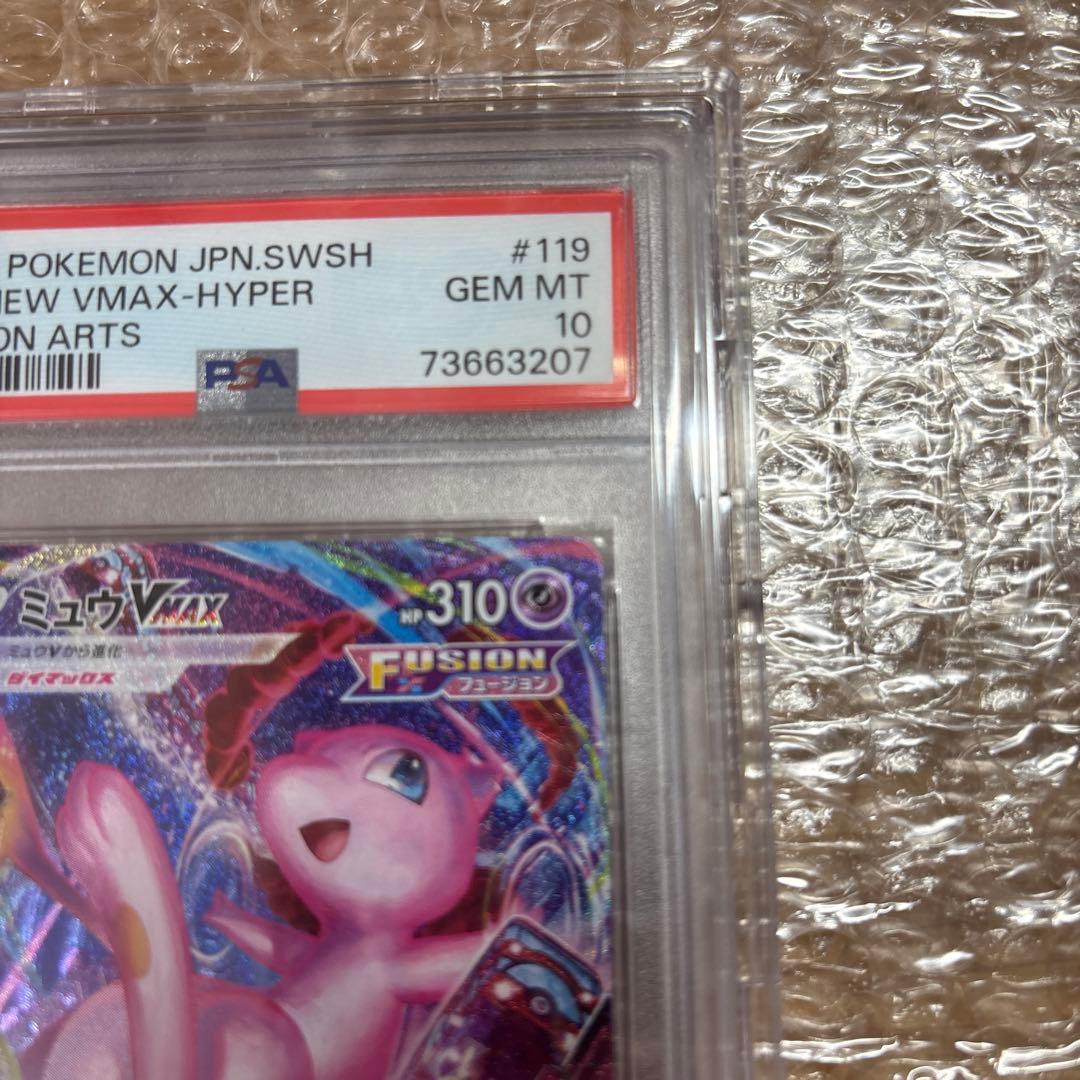 POKEMON JPN.SWSH #119
EW VMAX-HYPER GEM MT
ON ARTS 10
PSA 73663207
ミュウVMAX HP310
ミュウVから進化
ダイマックス
FUSION
フュージョン